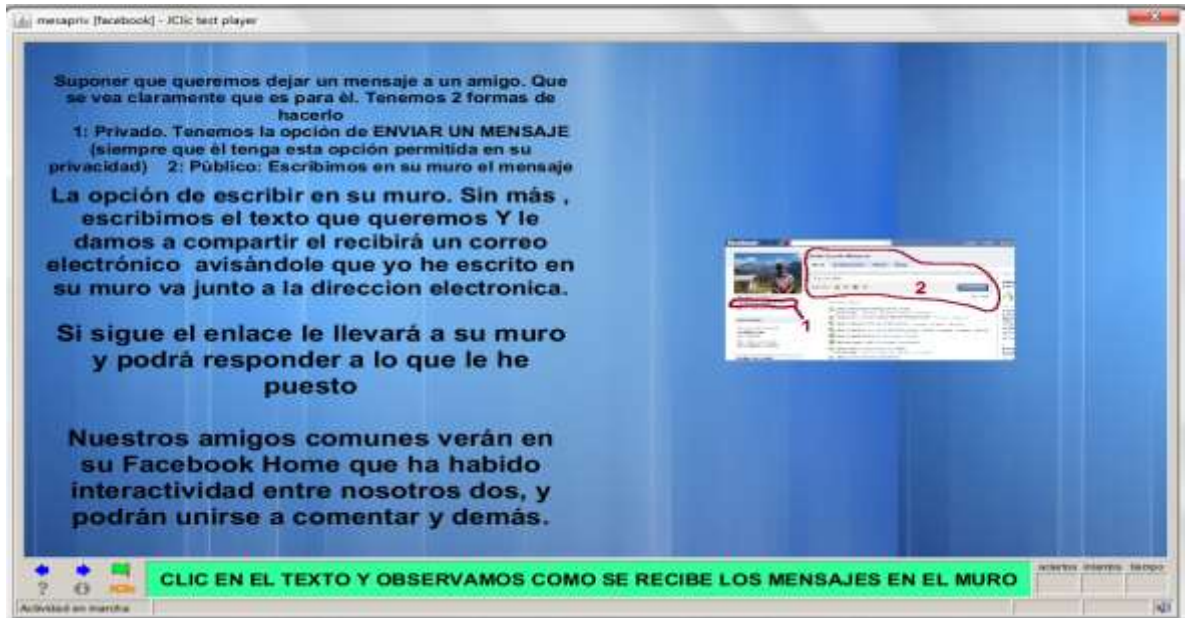 mesapriv [facebook] - JClic test player
Suponer que queremos dejar un mensaje a un amigo. Que
se vea claramente que es para èl. Tenemos 2 formas de
hacerlo
1: Privado. Tenemos la opción de ENVIAR UN MENSAJE
(siempre que èl tenga esta opción permitida en su
privacidad) 2: Pùblico: Escribimos en su muro el mensaje
La opción de escribir en su muro. Sin más ,
escribimos el texto que queremos Y le
damos a compartir el recibirá un correo
electrónico avisàndole que yo he escrito en
su muro va junto a la direccion electronica.
Si sigue el enlace le llevará a su muro
y podrá responder a lo que le he
puesto
Nuestros amigos comunes verán en
su Facebook Home que ha habido
interactividad entre nosotros dos, y
podrán unirse a comentar y demás.
facebook
2
1
CLIC EN EL TEXTO Y OBSERVAMOS COMO SE RECIBE LOS MENSAJES EN EL MURO
aciertos intentos tiempo
Actividad en marcha